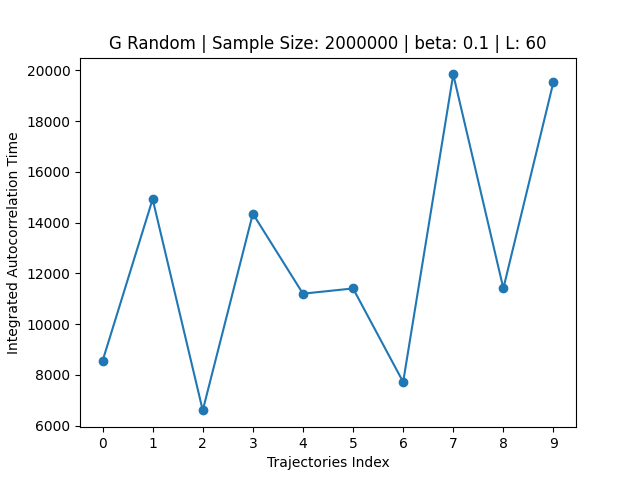 G Random | Sample Size: 2000000 | beta: 0.1 | L: 60
Integrated Autocorrelation Time
20000
18000
16000
14000
12000
10000
8000
6000
0 1 2 3 4 5 6 7 8 9
Trajectories Index